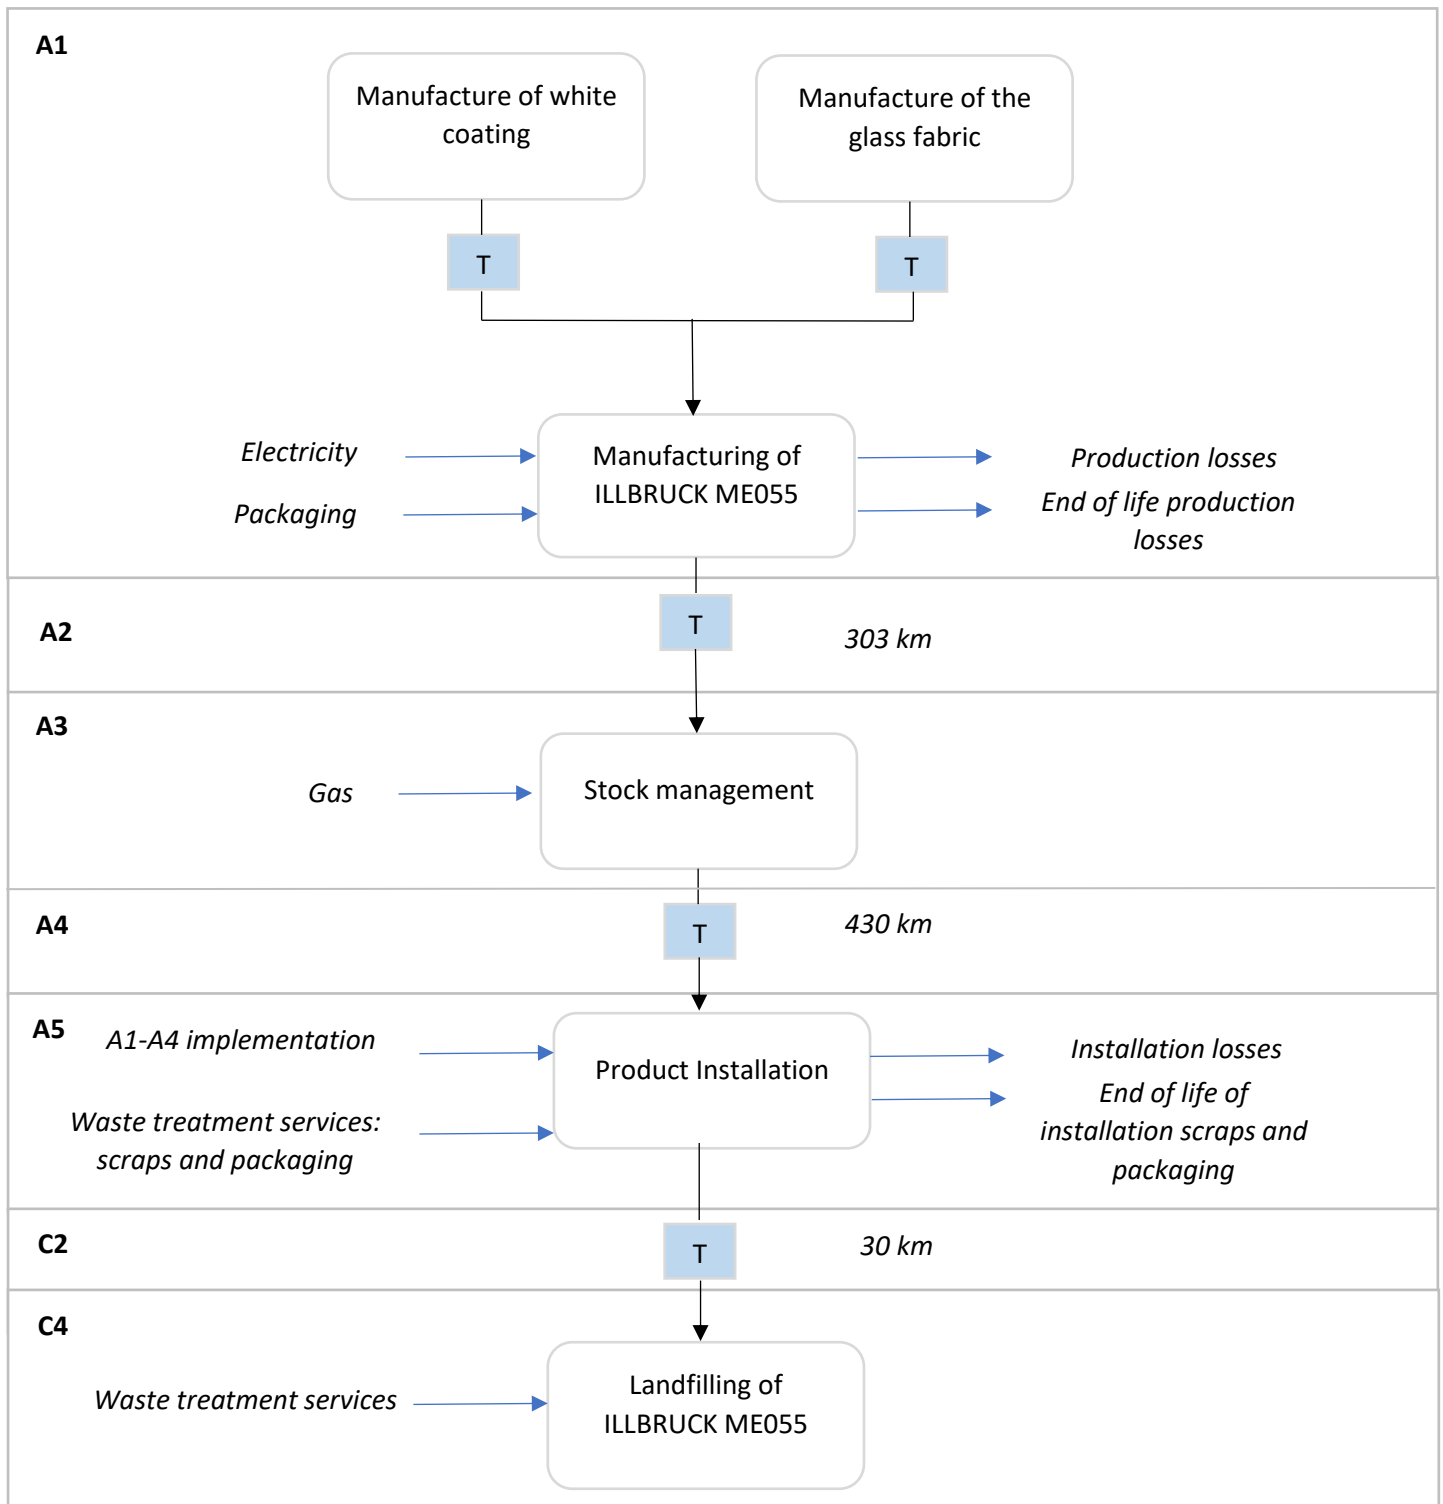 A1
Manufacture of white
coating
Manufacture of the
glass fabric
T
T
Electricity
Packaging
Manufacturing of
ILLBRUCK ME055
Production losses
End of life production
losses
A2
T
303 km
A3
Gas
Stock management
A4
T
430 km
A5
A1-A4 implementation
Waste treatment services:
scraps and packaging
Product Installation
Installation losses
End of life of
installation scraps and
packaging
C2
T
30 km
C4
Waste treatment services
Landfilling of
ILLBRUCK ME055